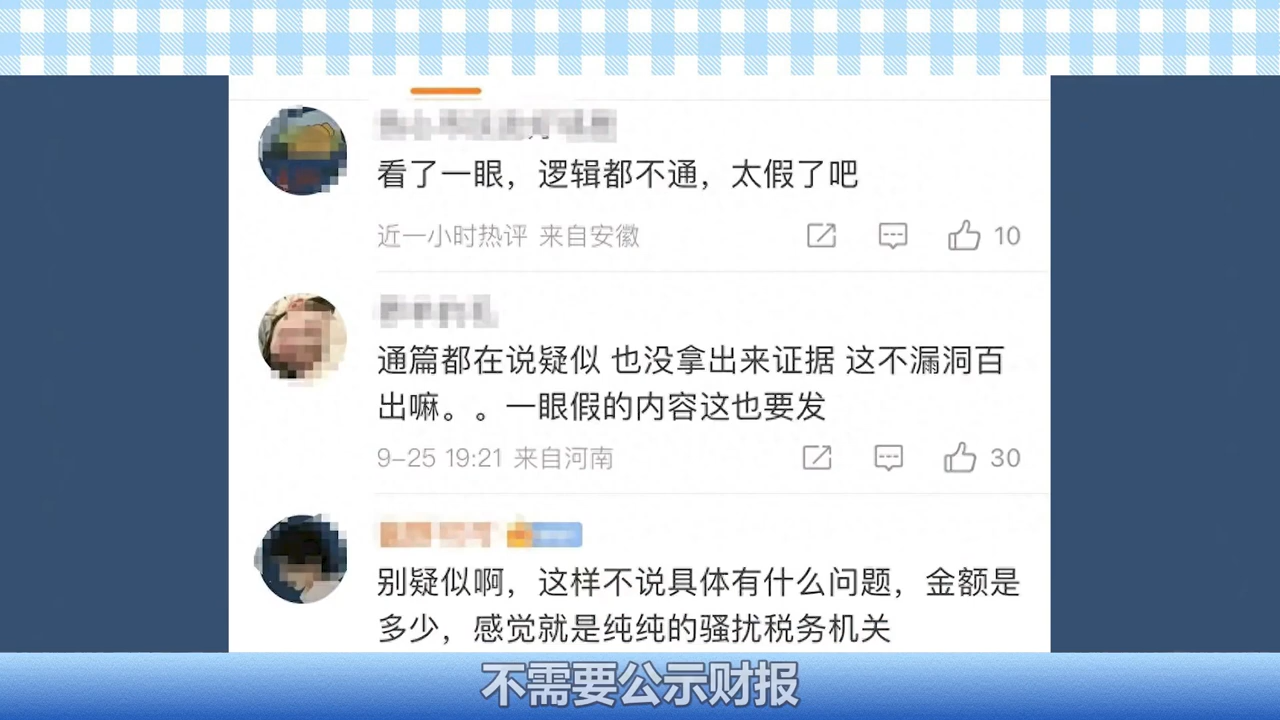 看了一眼，逻辑都不通，太假了吧
近一小时热评 来自安徽
10
通篇都在说疑似 也没拿出来证据 这不漏洞百
出嘛。。一眼假的内容这也要发
9-25 19:21 来自河南
30
别疑似啊，这样不说具体有什么问题，金额是
多少，感觉就是纯纯的骚扰税务机关
不需要公示财报